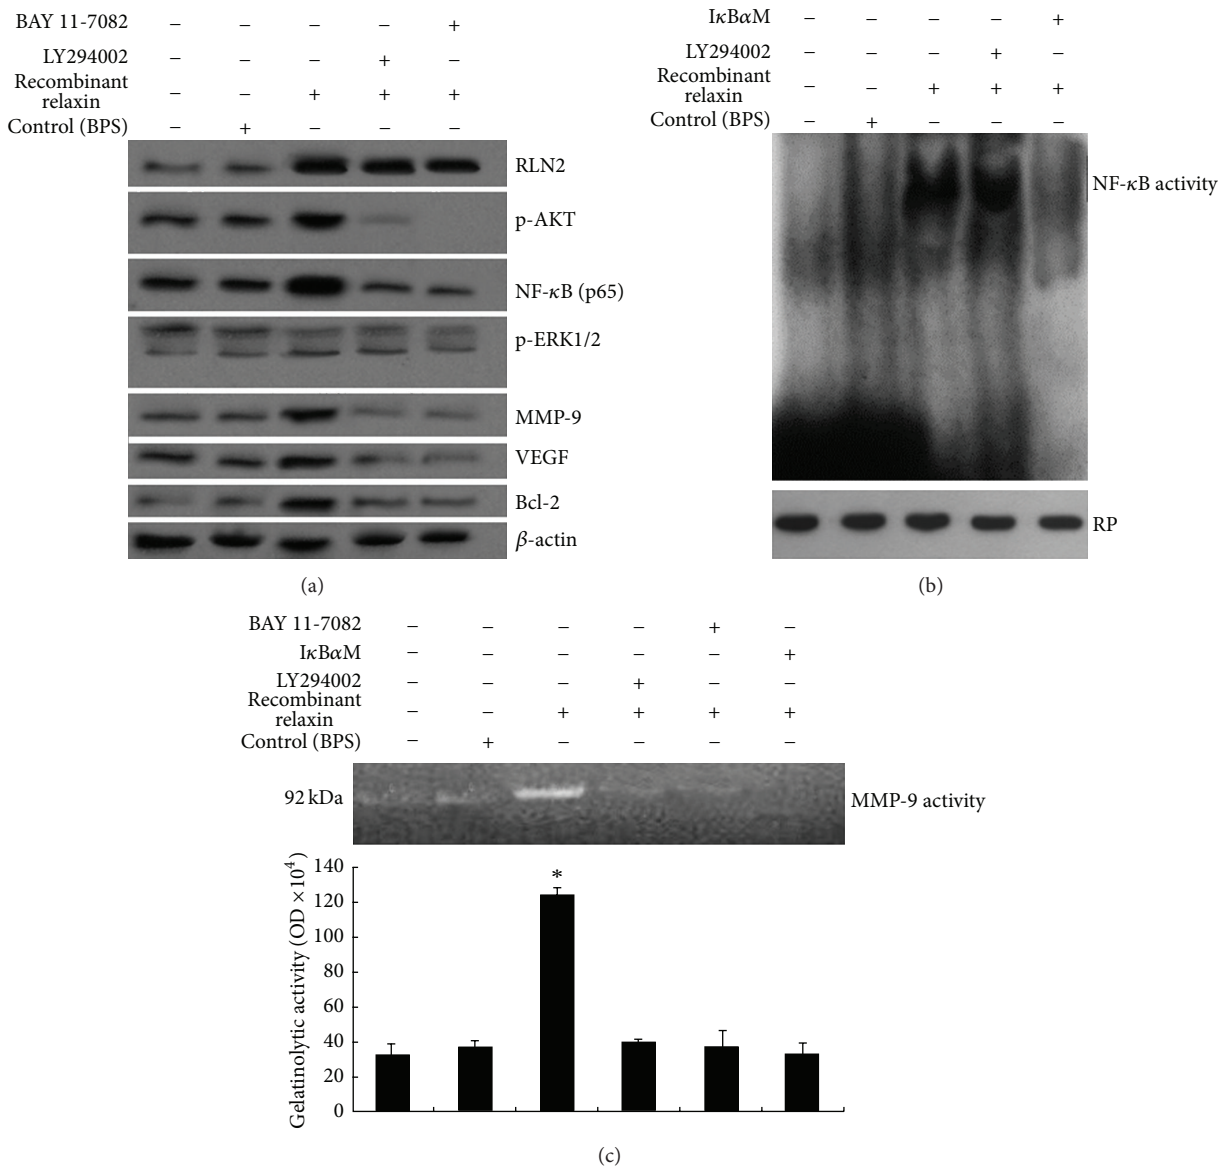 BAY 11-7082 – – – – +
LY294002 – – – + –
Recombinant
relaxin – – + + +
Control (BPS) – + – – –
RLN2
p-AKT
NF-κB (p65)
p-ERK1/2
MMP-9
VEGF
Bcl-2
β-actin
(a)
IκBαM – – – – +
LY294002 – – – + –
Recombinant
relaxin – – + + +
Control (BPS) – + – – –
NF-κB activity
RP
(b)
BAY 11-7082 – – – – + –
IκBαM – – – – – +
LY294002 – – – + – –
Recombinant
relaxin – – + + + +
Control (BPS) – + – – – –
92 kDa
MMP-9 activity
Gelatinolytic activity (OD ×10⁴)
140
120
100
80
60
40
20
0
*
(c)